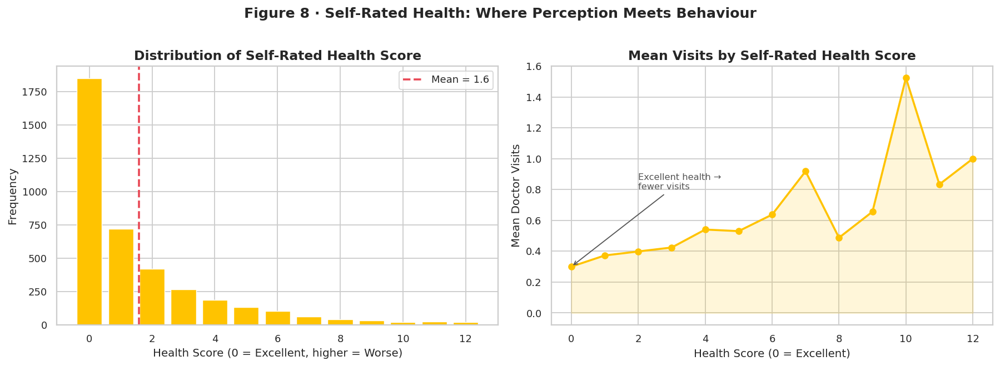 Figure 8 · Self-Rated Health: Where Perception Meets Behaviour
Distribution of Self-Rated Health Score
Mean = 1.6
Frequency
1750
1500
1250
1000
750
500
250
0
0 2 4 6 8 10 12
Health Score (0 = Excellent, higher = Worse)
Mean Visits by Self-Rated Health Score
Mean Doctor Visits
1.6
1.4
1.2
1.0
0.8
0.6
0.4
0.2
0.0
Excellent health →
fewer visits
0 2 4 6 8 10 12
Health Score (0 = Excellent)